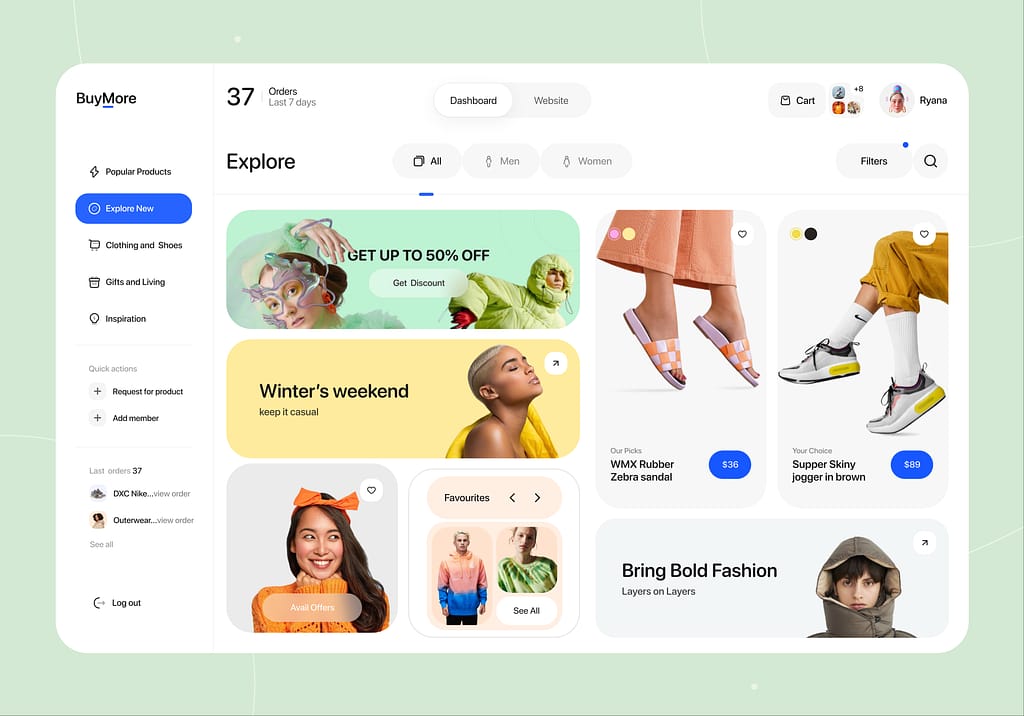 BuyMore
37
Orders
Last 7 days
Dashboard
Website
Cart
+8
Ryana
Popular Products
Explore New
Clothing and Shoes
Gifts and Living
Inspiration
Quick actions
Request for product
Add member
Last orders 37
DXC Nike...view order
Outerwear...view order
See all
Log out
Explore
All
Men
Women
Filters
GET UP TO 50% OFF
Get Discount
Winter's weekend
keep it casual
Avail Offers
Favourites
See All
Our Picks
WMX Rubber
Zebra sandal
$36
Your Choice
Supper Skiny
jogger in brown
$89
Bring Bold Fashion
Layers on Layers